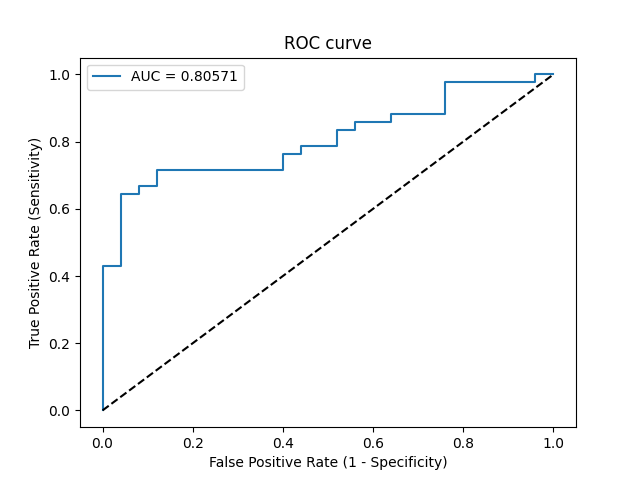 ROC curve
AUC = 0.80571
True Positive Rate (Sensitivity)
1.0
0.8
0.6
0.4
0.2
0.0
0.0 0.2 0.4 0.6 0.8 1.0
False Positive Rate (1 - Specificity)